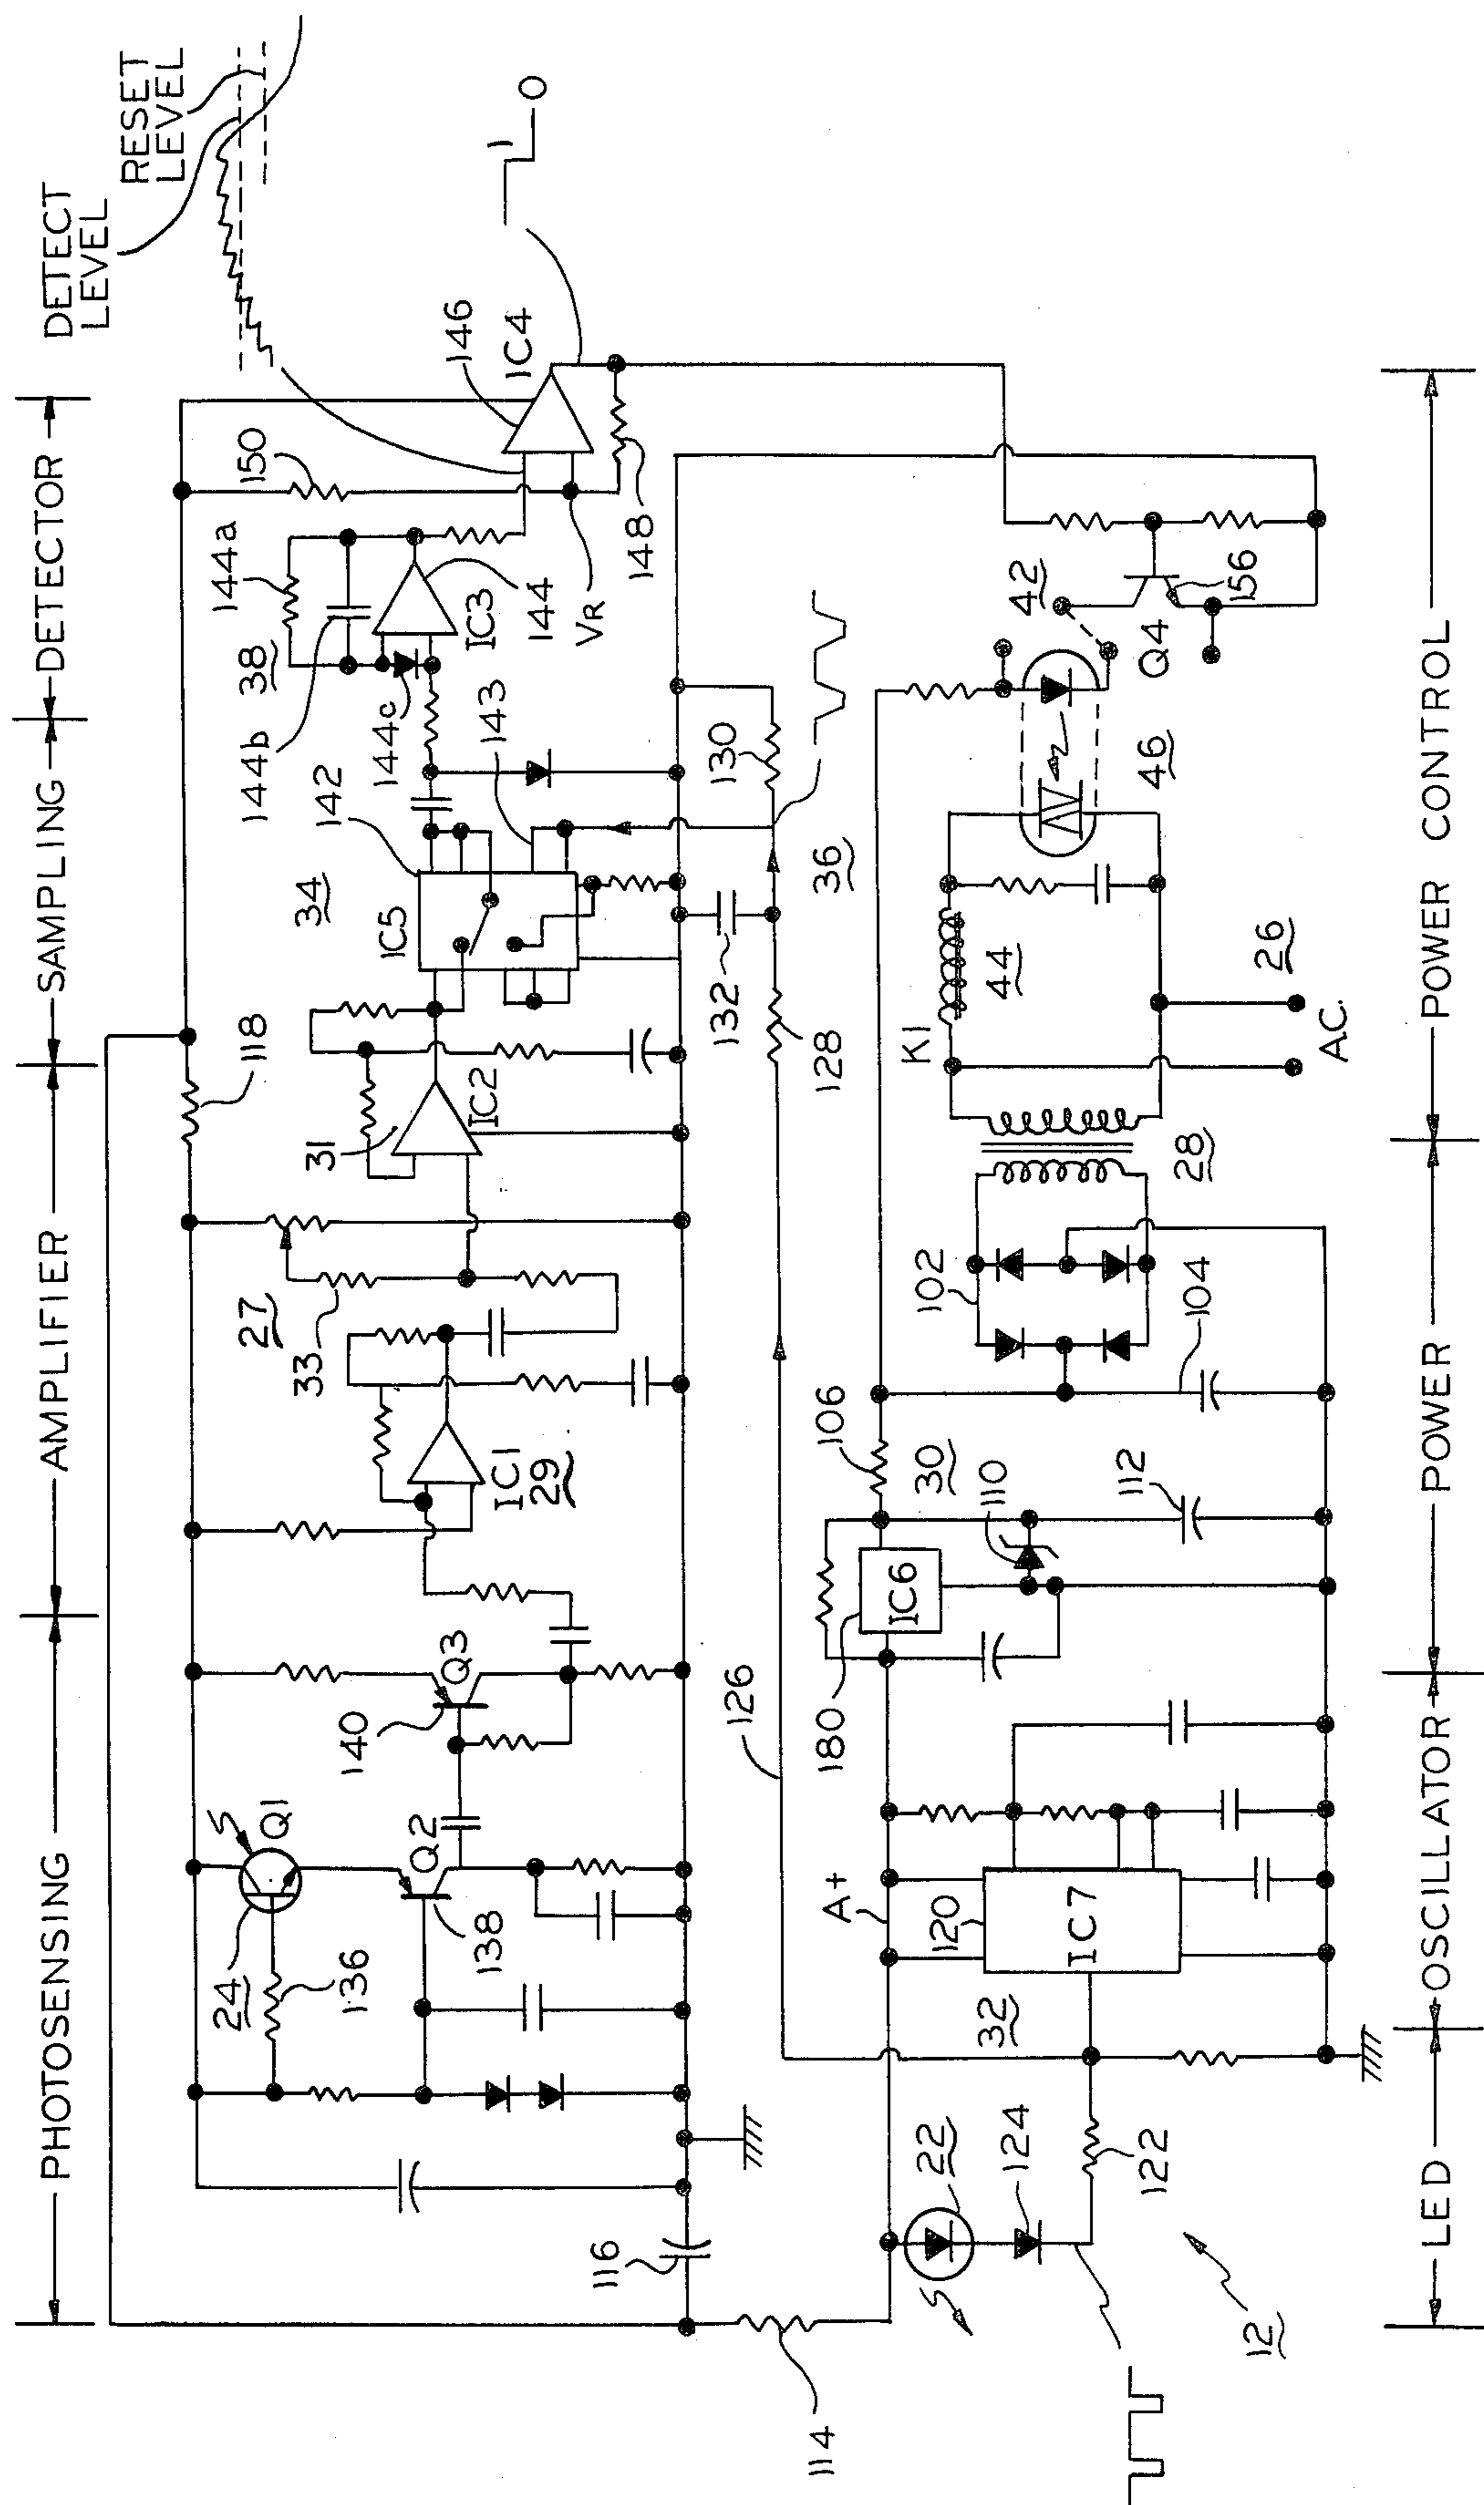 PHOTOSENSING
AMPLIFIER
SAMPLING
DETECTOR
DETECT
LEVEL
RESET
LEVEL
1
0
24
Q1
136
Q2
138
140
Q3
IC1
29
27
33
31
IC2
118
34
IC5
142
143
38
144a
144b
144c
IC3
144
150
VR
148
146
IC4
116
114
126
128
132
130
36
22
124
122
12
32
A+
120
IC7
180
IC6
30
106
110
112
102
104
28
K1
44
26
AC.
46
42
Q4
156
LED
OSCILLATOR
POWER
POWER CONTROL